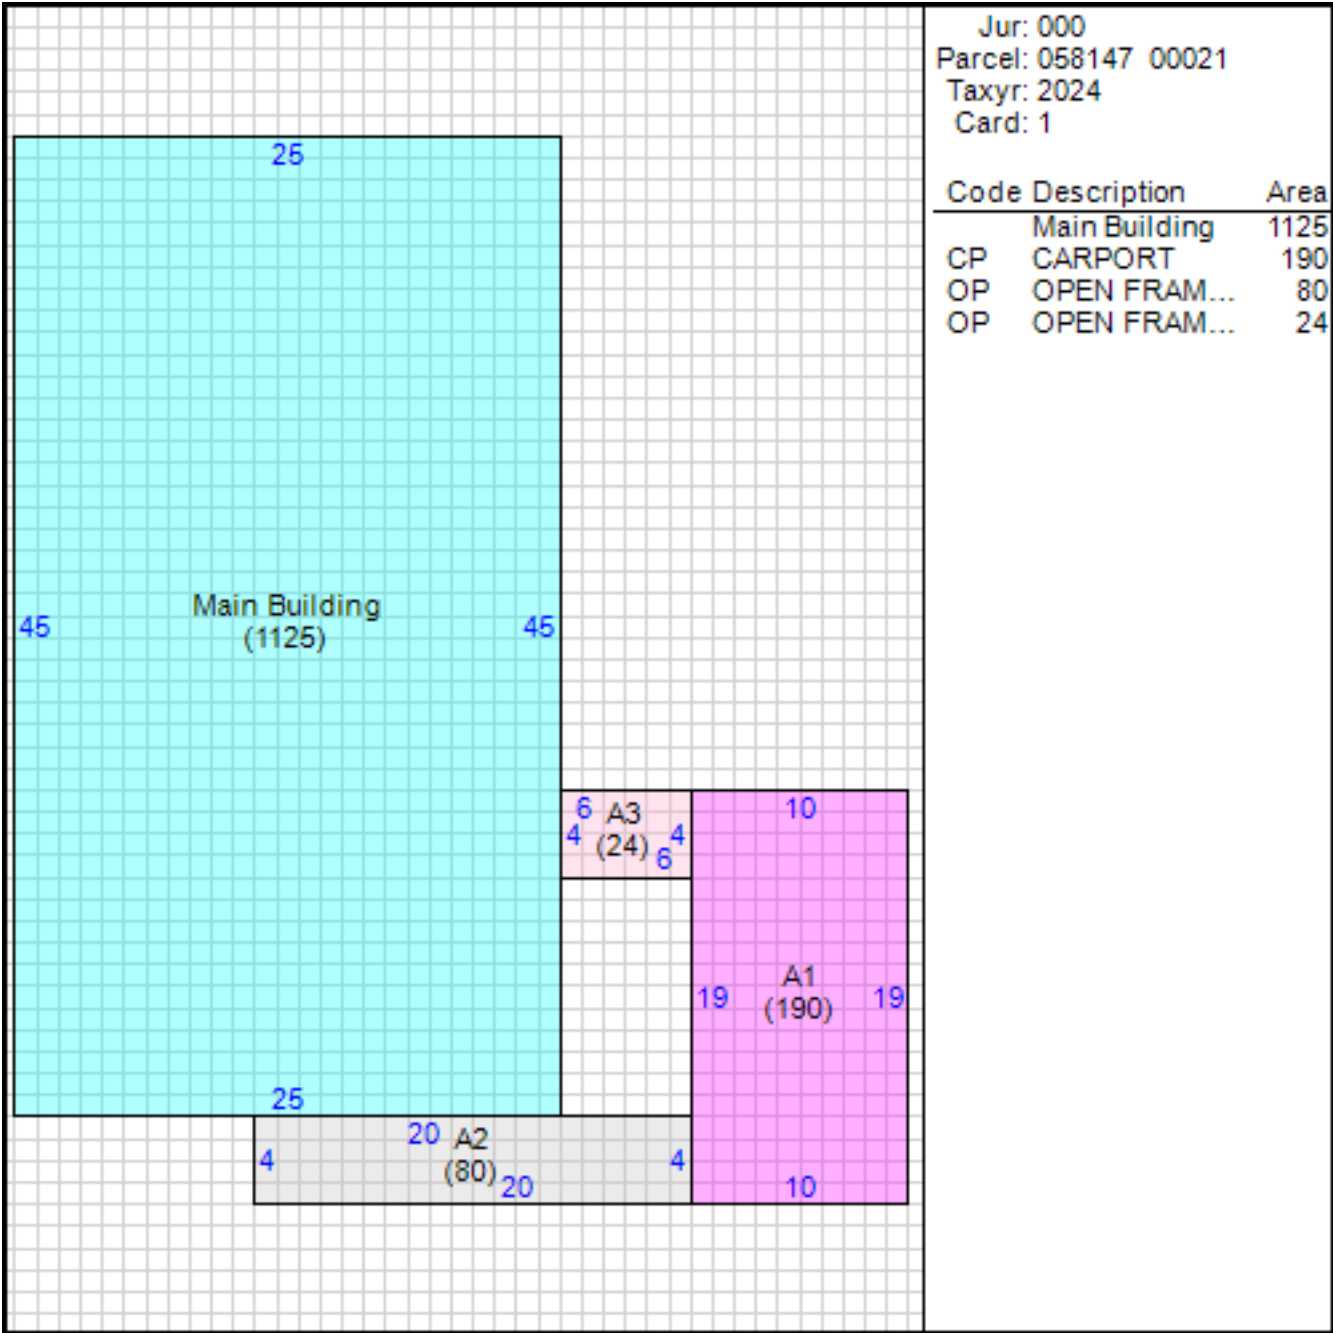 Jur: 000
Parcel: 058147 00021
Taxyr: 2024
Card: 1
Code Description Area
Main Building 1125
CP CARPORT 190
OP OPEN FRAM... 80
OP OPEN FRAM... 24
25
Main Building
(1125)
45
45
25
6
A3
(24)
4
4
6
10
A1
(190)
19
19
10
20
A2
(80)
4
4
20